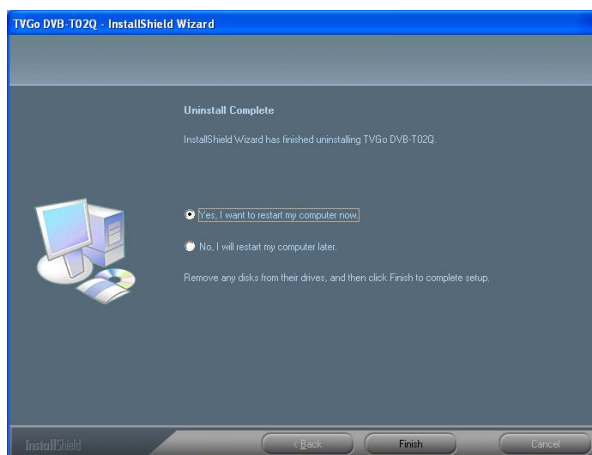 TVGo DVB-T02Q - InstallShield Wizard
Uninstall Complete
InstallShield Wizard has finished uninstalling TVGo DVB-T02Q.
Yes, I want to restart my computer now.
No, I will restart my computer later.
Remove any disks from their drives, and then click Finish to complete setup.
InstallShield
< Back
Finish
Cancel